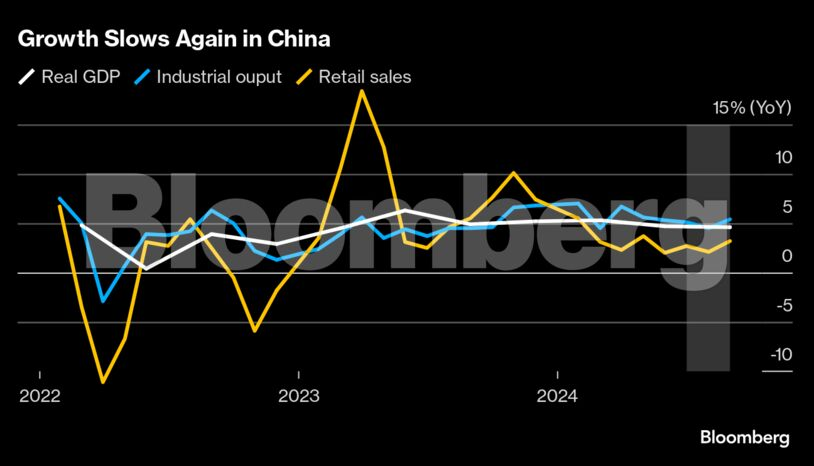 Growth Slows Again in China
Real GDP Industrial ouput Retail sales
15% (YoY)
10
5
0
-5
-10
Bloomberg
2022 2023 2024
Bloomberg